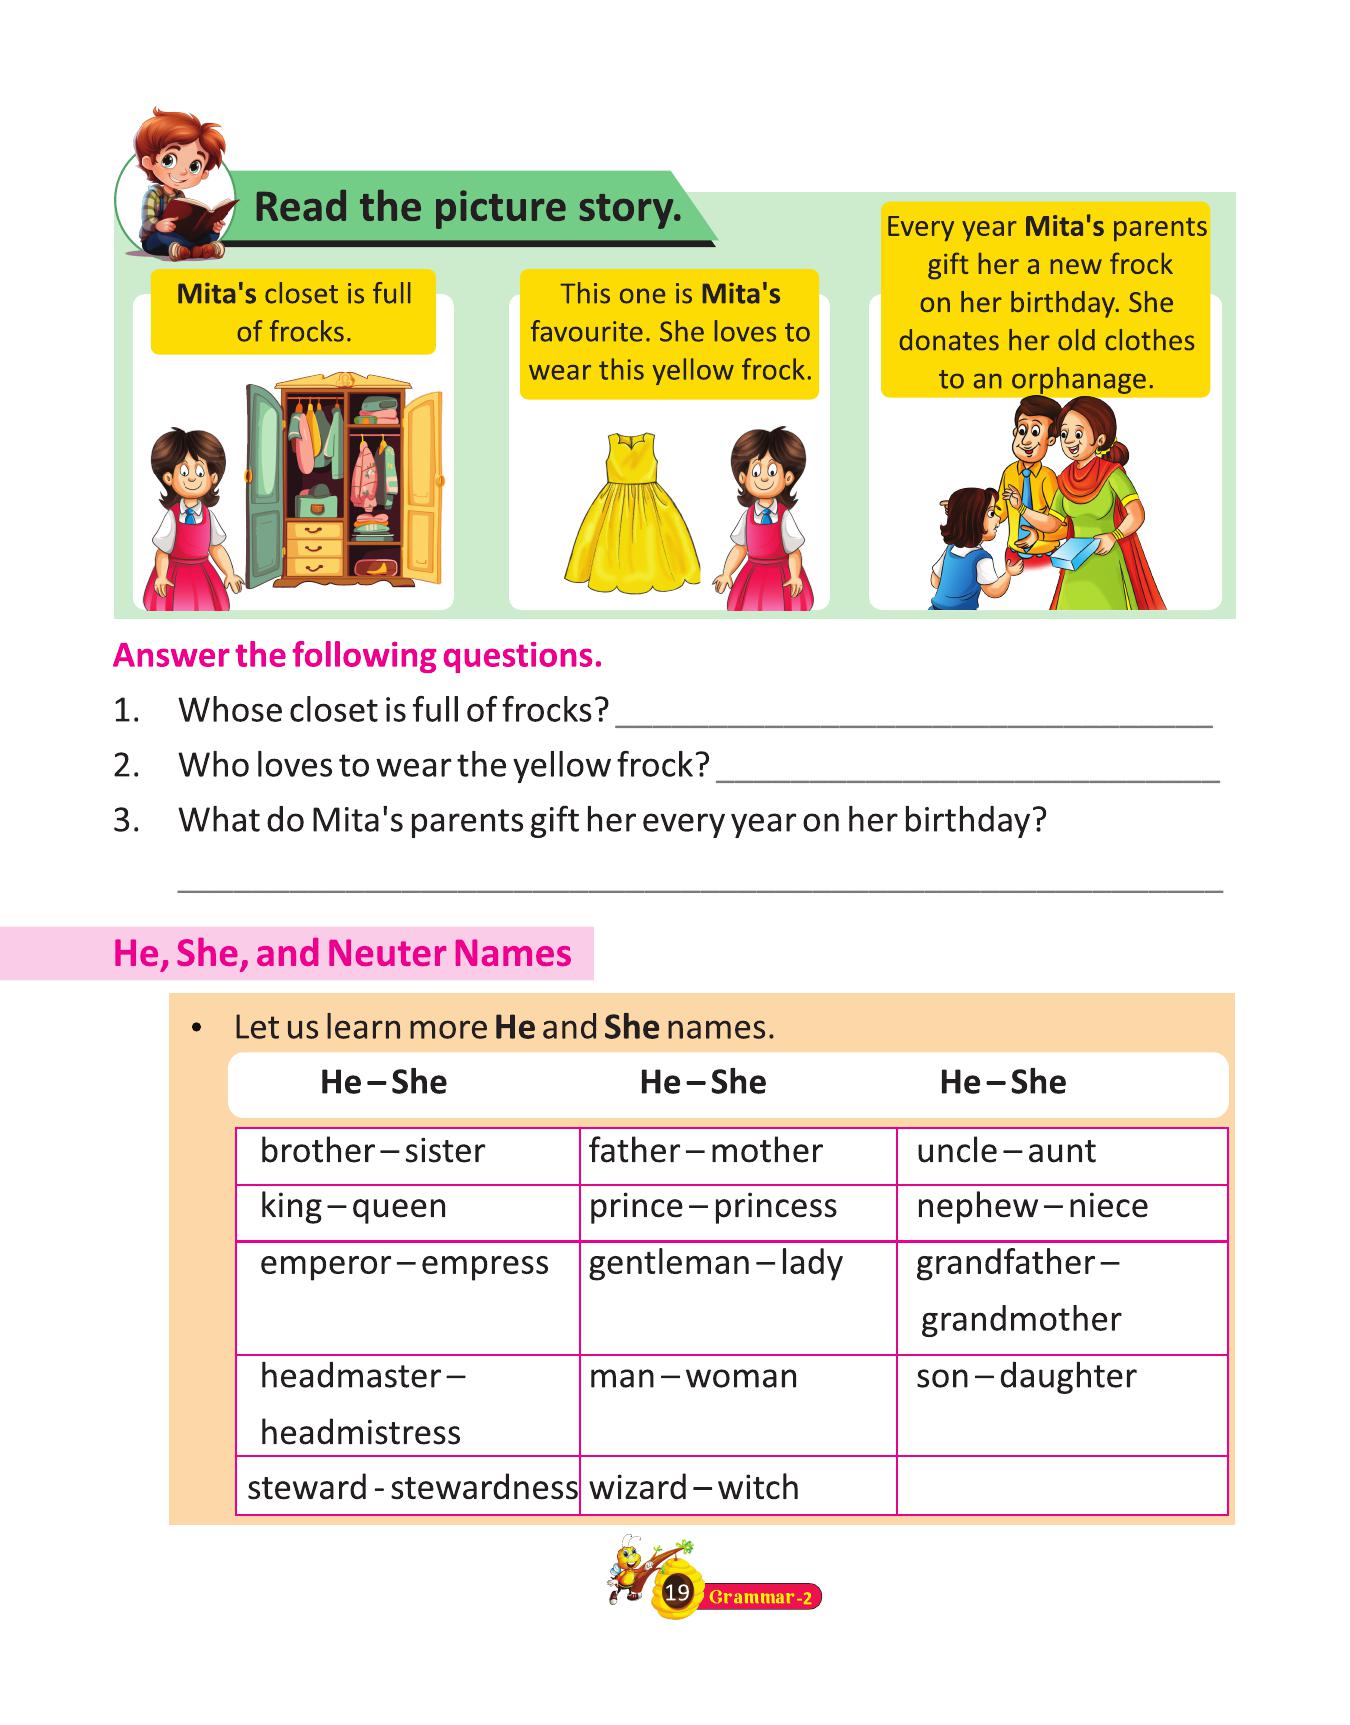 Read the picture story.
Mita's closet is full
of frocks.
This one is Mita's
favourite. She loves to
wear this yellow frock.
Every year Mita's parents
gift her a new frock
on her birthday. She
donates her old clothes
to an orphanage.
Answer the following questions.
1. Whose closet is full of frocks?
2. Who loves to wear the yellow frock?
3. What do Mita's parents gift her every year on her birthday?
He, She, and Neuter Names
• Let us learn more He and She names.
He – She He – She He – She
brother – sister father – mother uncle – aunt
king – queen prince – princess nephew – niece
emperor – empress gentleman – lady grandfather –
grandmother
headmaster – man – woman son – daughter
headmistress
steward - stewardness wizard – witch
19 Grammar-2